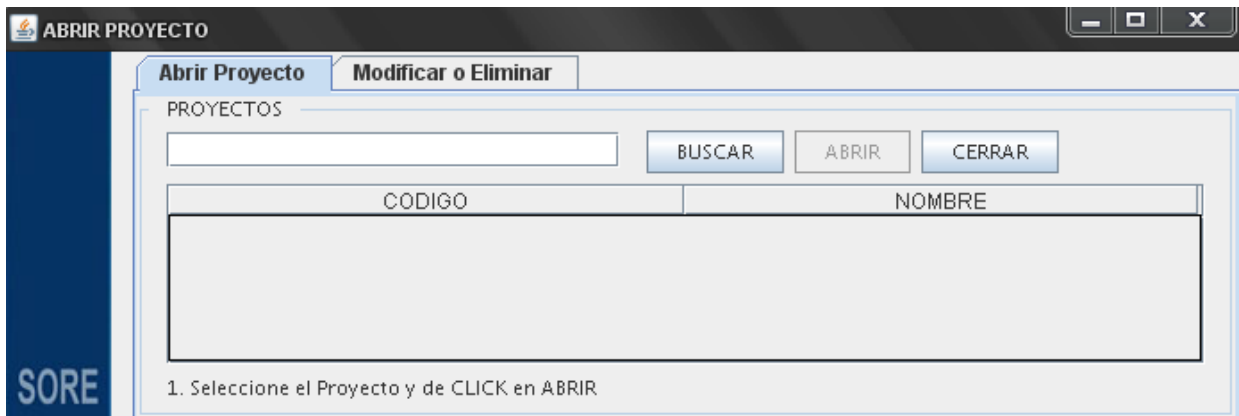 ABRIR PROYECTO
Abrir Proyecto Modificar o Eliminar
PROYECTOS
BUSCAR ABRIR CERRAR
CODIGO NOMBRE
1. Seleccione el Proyecto y de CLICK en ABRIR
SORE